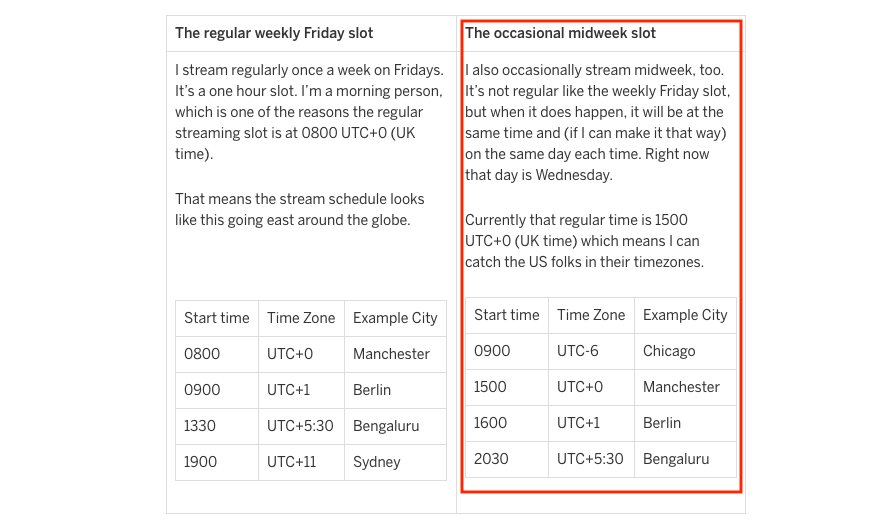 The regular weekly Friday slot
I stream regularly once a week on Fridays.
It's a one hour slot. I'm a morning person,
which is one of the reasons the regular
streaming slot is at 0800 UTC+0 (UK
time).
That means the stream schedule looks
like this going east around the globe.
Start time Time Zone Example City
0800 UTC+0 Manchester
0900 UTC+1 Berlin
1330 UTC+5:30 Bengaluru
1900 UTC+11 Sydney
The occasional midweek slot
I also occasionally stream midweek, too.
It's not regular like the weekly Friday slot,
but when it does happen, it will be at the
same time and (if I can make it that way)
on the same day each time. Right now
that day is Wednesday.
Currently that regular time is 1500
UTC+0 (UK time) which means I can
catch the US folks in their timezones.
Start time Time Zone Example City
0900 UTC-6 Chicago
1500 UTC+0 Manchester
1600 UTC+1 Berlin
2030 UTC+5:30 Bengaluru